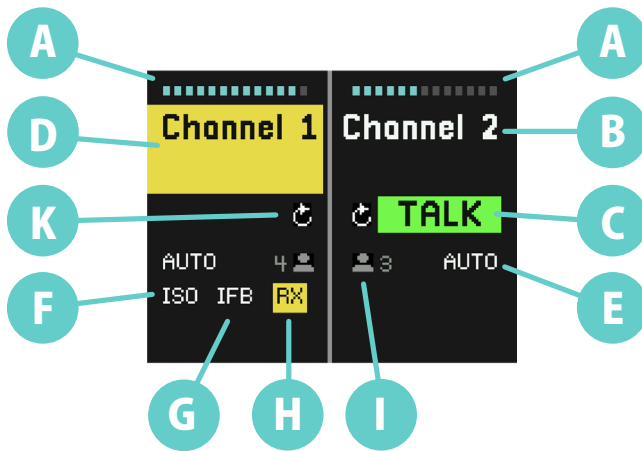 A A
D Channel 1 Channel 2 B
K TALK C
AUTO 4 3 AUTO
F ISO IFB RX E
G H I